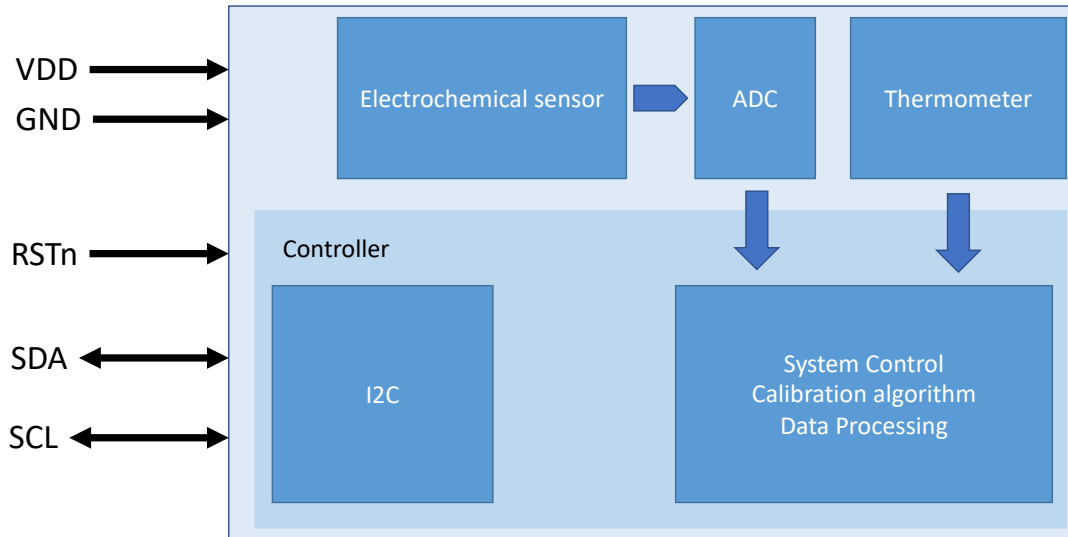 VDD
GND
RSTn
SDA
SCL
Electrochemical sensor
ADC
Thermometer
Controller
I2C
System Control
Calibration algorithm
Data Processing